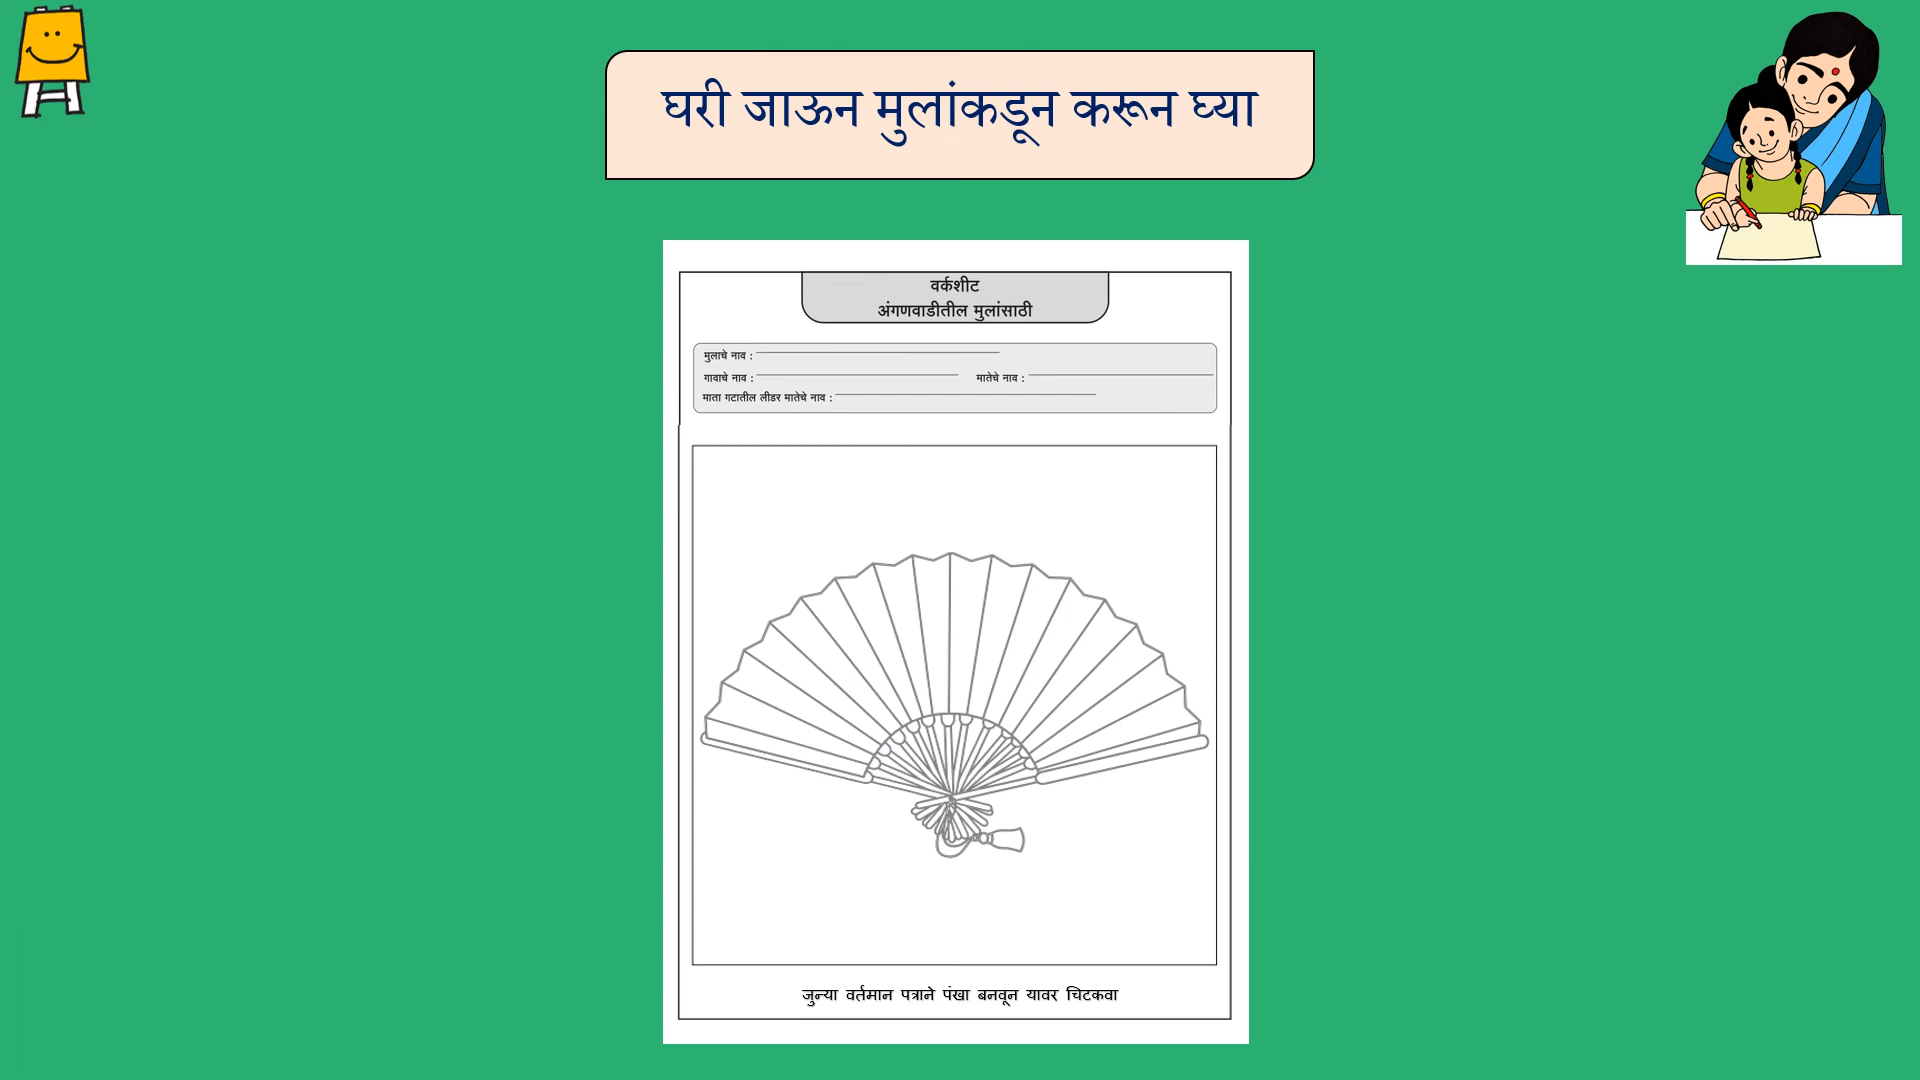 घरी जाऊन मुलांकडून करून घ्या
वर्कशीट
अंगणवाडीतील मुलांसाठी
मुलाचे नाव :
गावाचे नाव : मातेचे नाव :
माता गटातील लीडर मातेचे नाव :
जुन्या वर्तमान पत्राने पंखा बनवून यावर चिटकवा